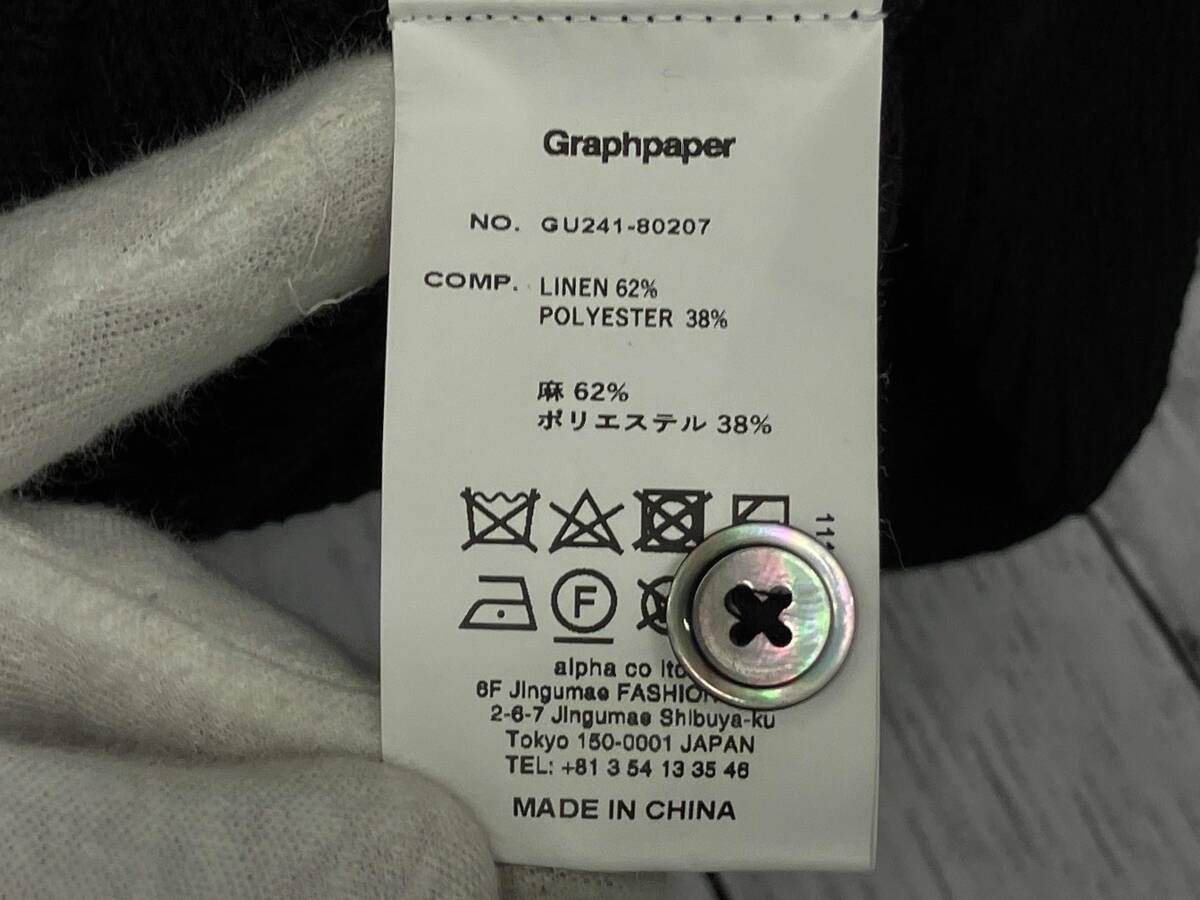 Graphpaper
NO. GU241-80207
COMP. LINEN 62%
POLYESTER 38%
麻 62%
ポリエステル 38%
F
alpha co ltd
6F Jingumae FASHION
2-6-7 Jingumae Shibuya-ku
Tokyo 150-0001 JAPAN
TEL: +81 3 54 13 35 46
MADE IN CHINA